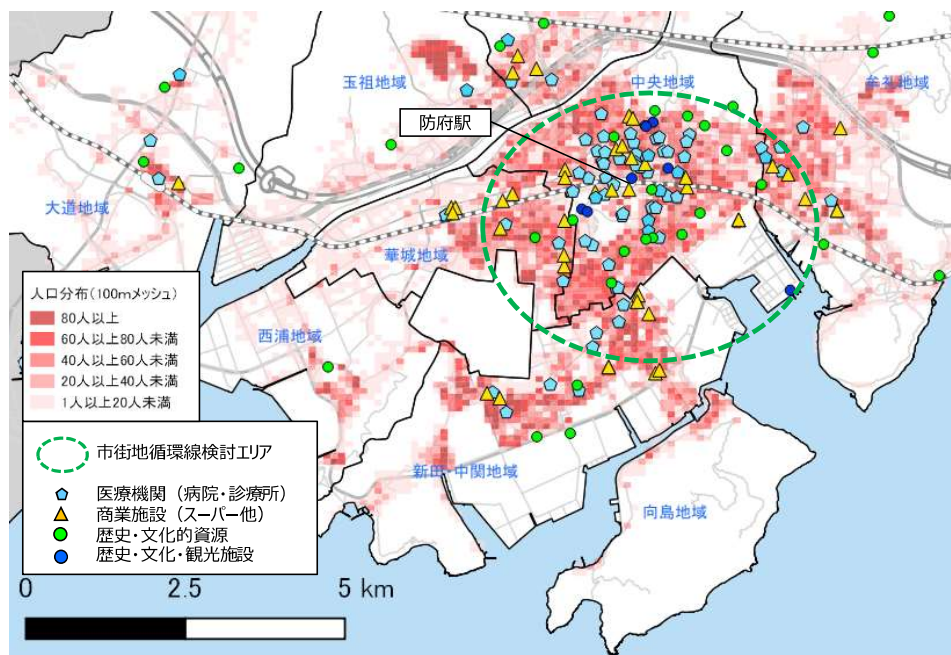 玉祖地域
中央地域
牟礼地域
防府駅
大道地域
華城地域
人口分布(100mメッシュ)
80人以上
60人以上80人未満
40人以上60人未満
20人以上40人未満
1人以上20人未満
西浦地域
市街地循環線検討エリア
新田・中関地域
医療機関（病院・診療所）
商業施設（スーパー他）
向島地域
歴史・文化的資源
歴史・文化・観光施設
0 2.5 5 km